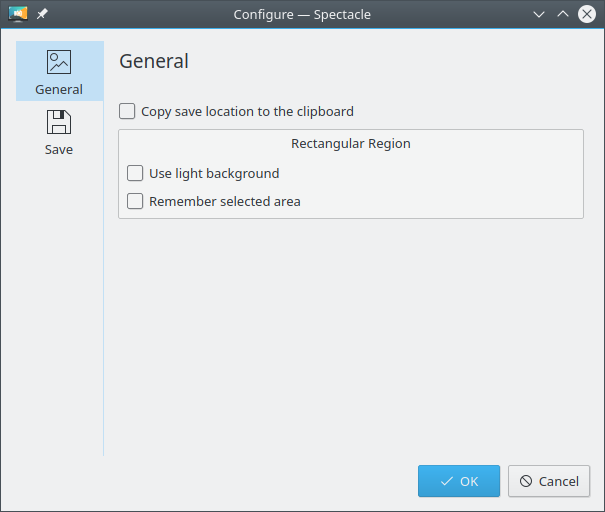 Configure — Spectacle
General
Save
General
Copy save location to the clipboard
Rectangular Region
Use light background
Remember selected area
OK
Cancel